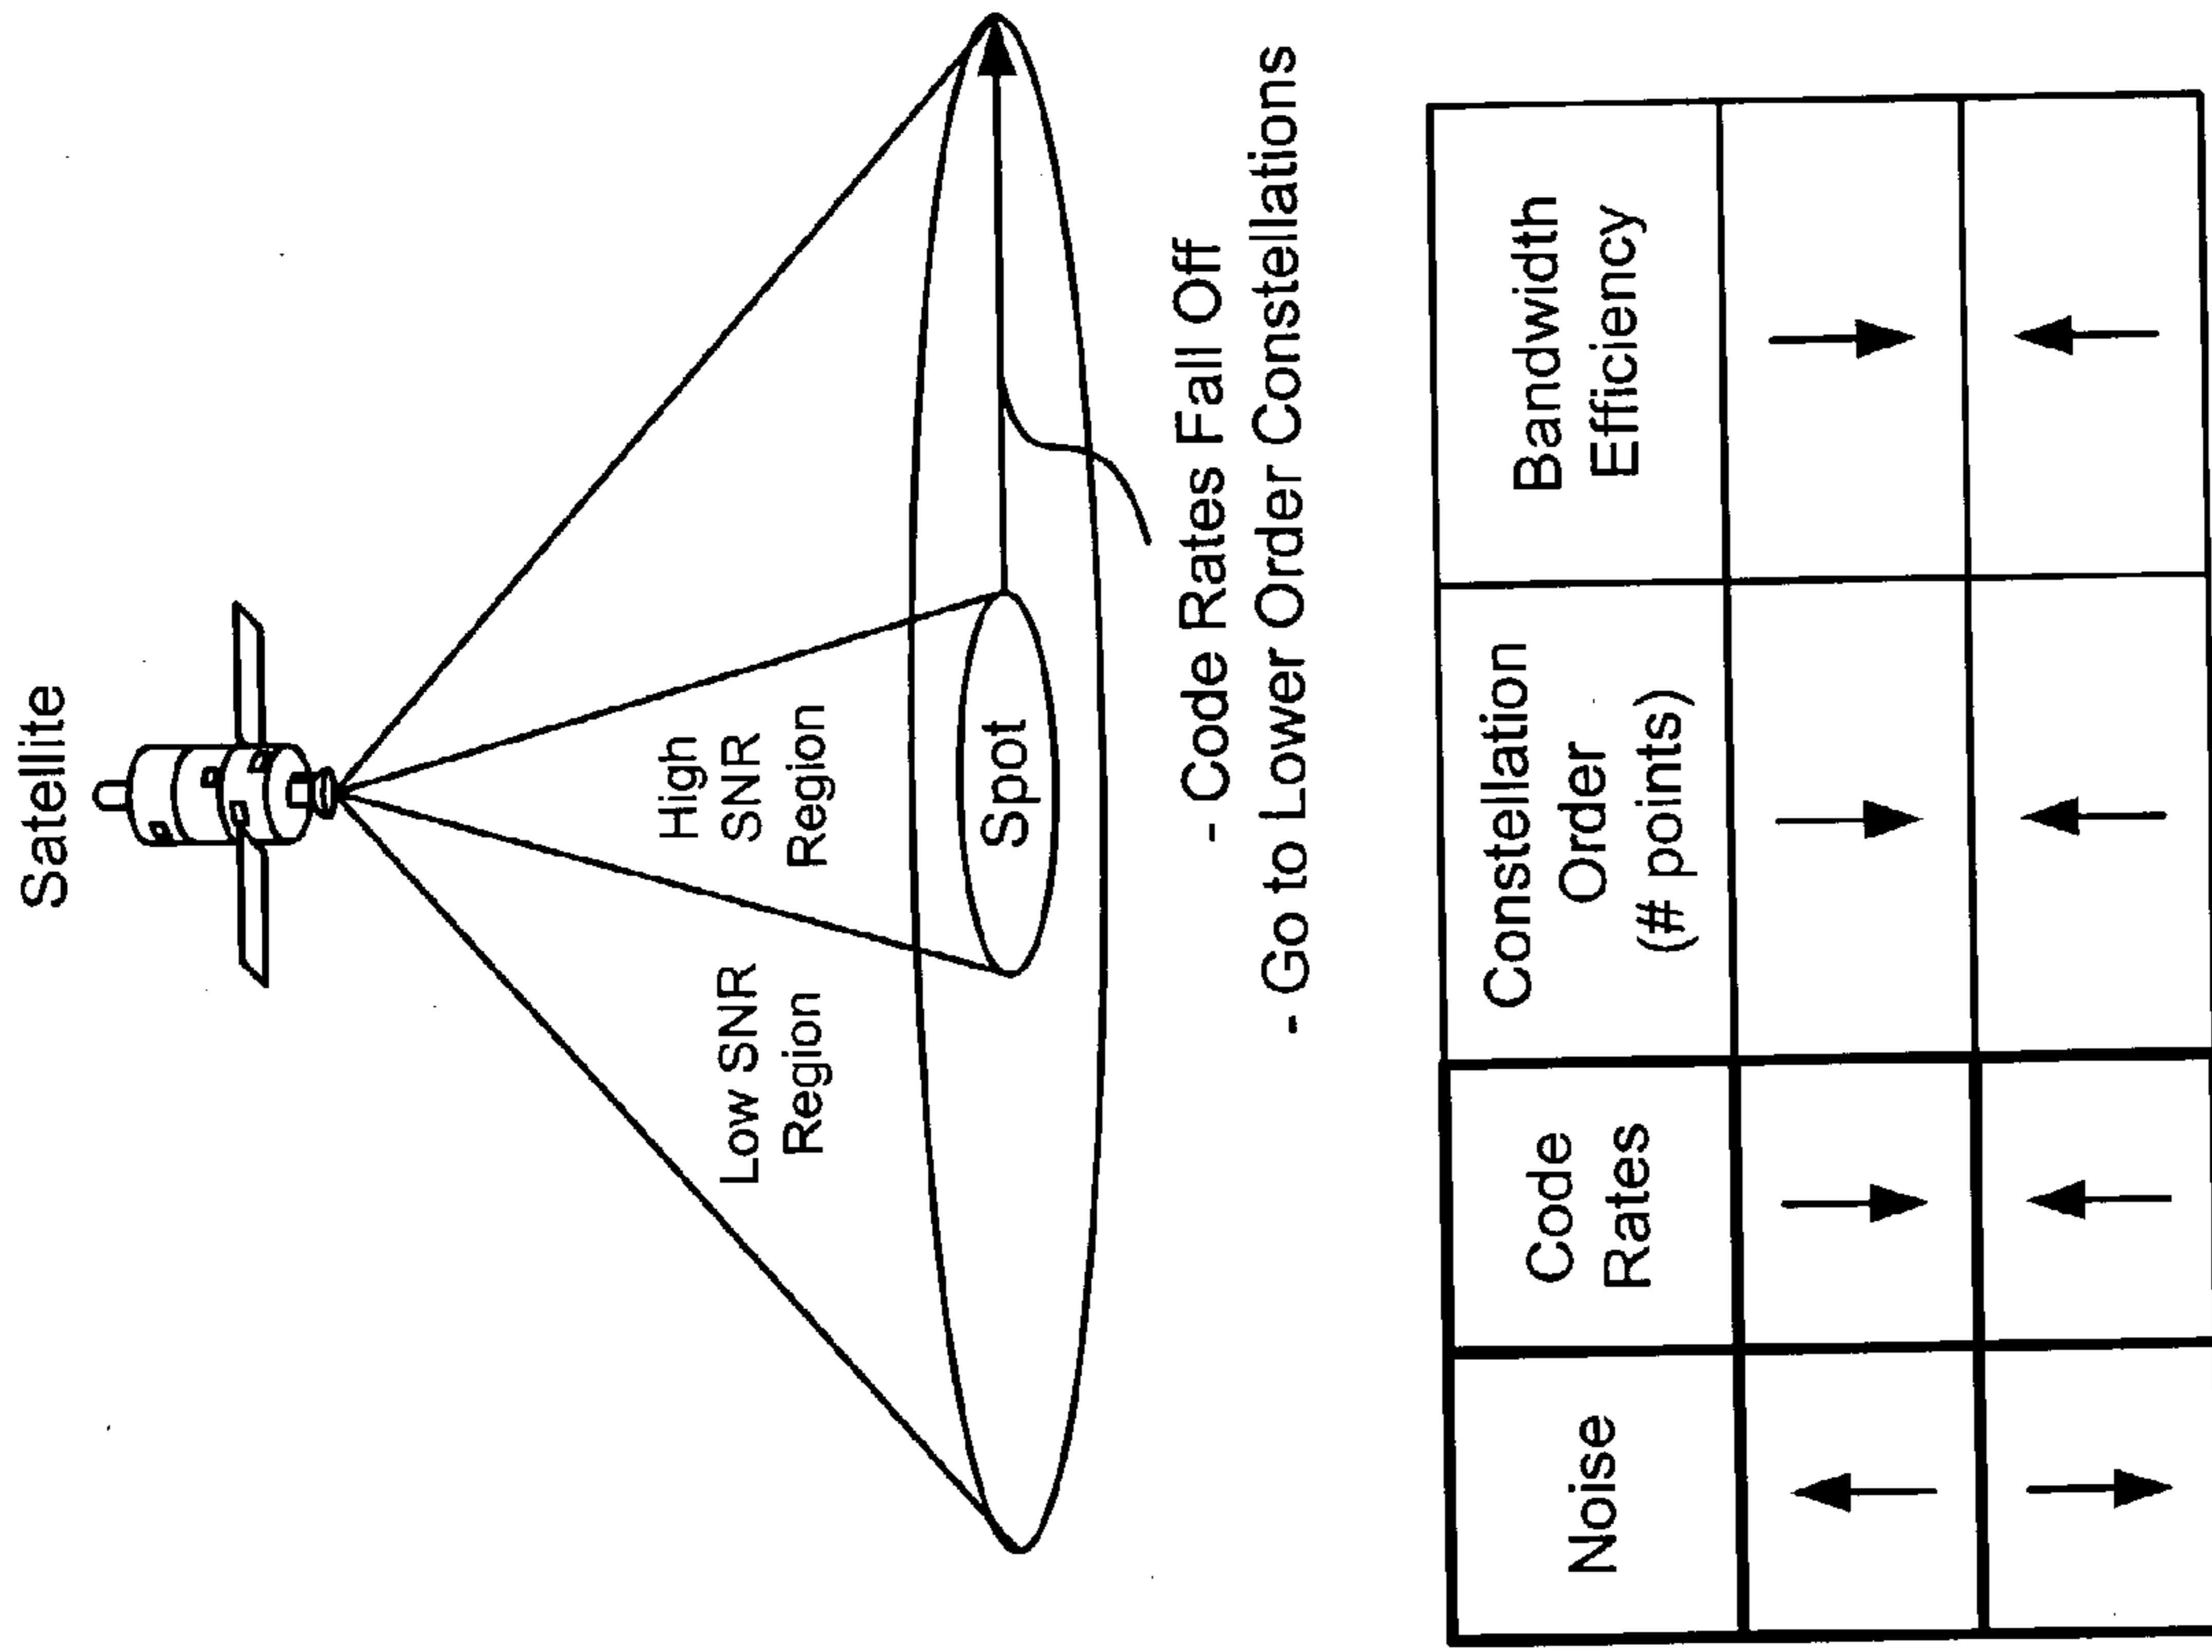 Satellite
High
SNR
Region
Low SNR
Region
Spot
- Code Rates Fall Off
- Go to Lower Order Constellations
Noise
Code
Rates
Constellation
Order
(# points)
Bandwidth
Efficiency